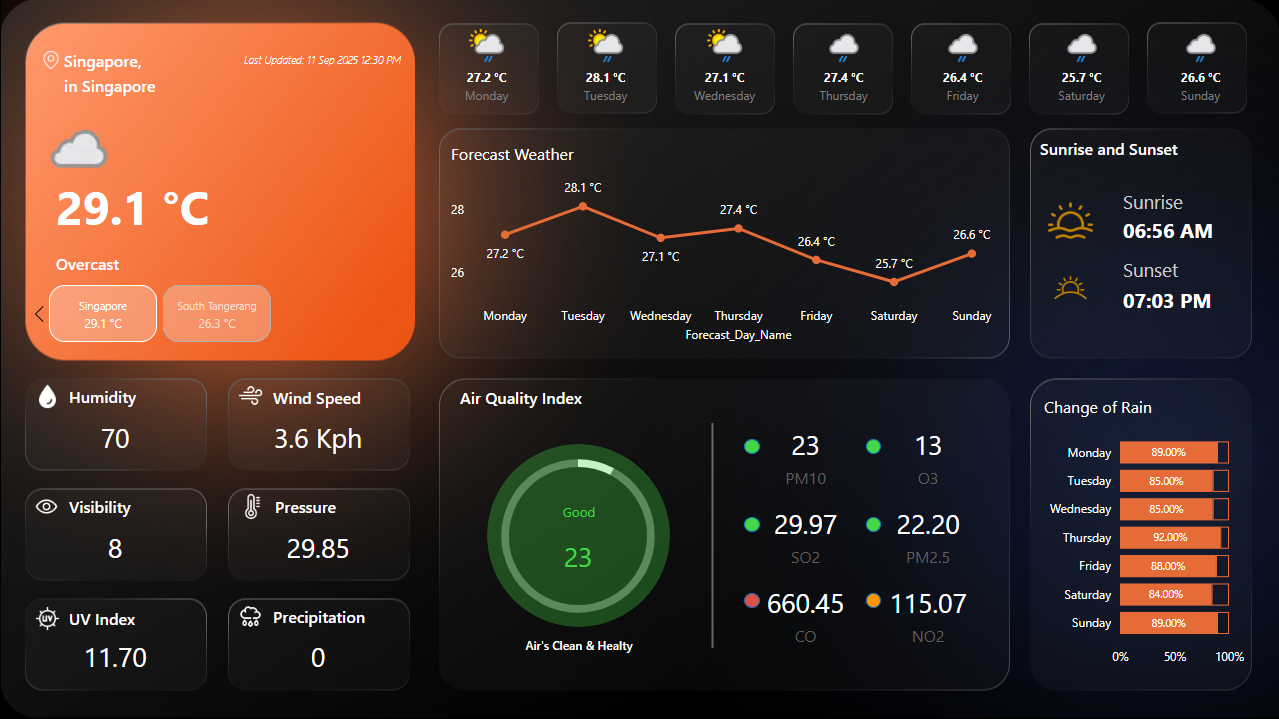 Singapore,
in Singapore
Last Updated: 11 Sep 2025 12:30 PM
29.1 °C
Overcast
Singapore
29.1 °C
South Tangerang
26.3 °C
27.2 °C
Monday
28.1 °C
Tuesday
27.1 °C
Wednesday
27.4 °C
Thursday
26.4 °C
Friday
25.7 °C
Saturday
26.6 °C
Sunday
Forecast Weather
28
26
27.2 °C
28.1 °C
27.1 °C
27.4 °C
26.4 °C
25.7 °C
26.6 °C
Monday
Tuesday
Wednesday
Thursday
Friday
Saturday
Sunday
Forecast_Day_Name
Sunrise and Sunset
Sunrise
06:56 AM
Sunset
07:03 PM
Humidity
70
Wind Speed
3.6 Kph
Visibility
8
Pressure
29.85
UV
UV Index
11.70
Precipitation
0
Air Quality Index
Good
23
Air's Clean & Healty
23
PM10
13
O3
29.97
SO2
22.20
PM2.5
660.45
CO
115.07
NO2
Change of Rain
Monday 89.00%
Tuesday 85.00%
Wednesday 85.00%
Thursday 92.00%
Friday 88.00%
Saturday 84.00%
Sunday 89.00%
0% 50% 100%